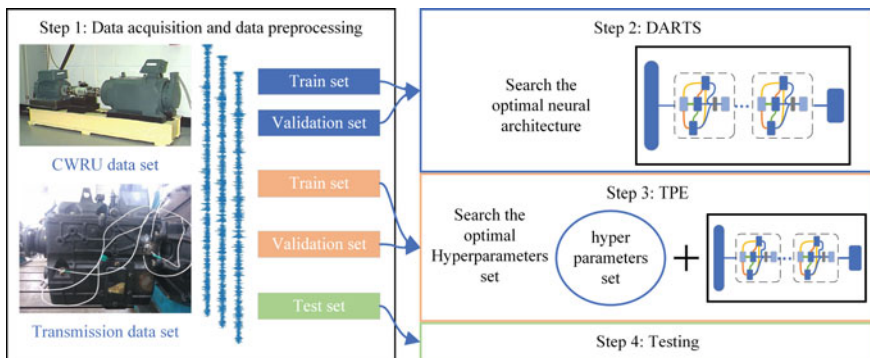 Step 1: Data acquisition and data preprocessing
CWRU data set
Transmission data set
Train set
Validation set
Train set
Validation set
Test set
Step 2: DARTS
Search the
optimal neural
architecture
Step 3: TPE
Search the
optimal
Hyperparameters
set
hyper
parameters
set
Step 4: Testing